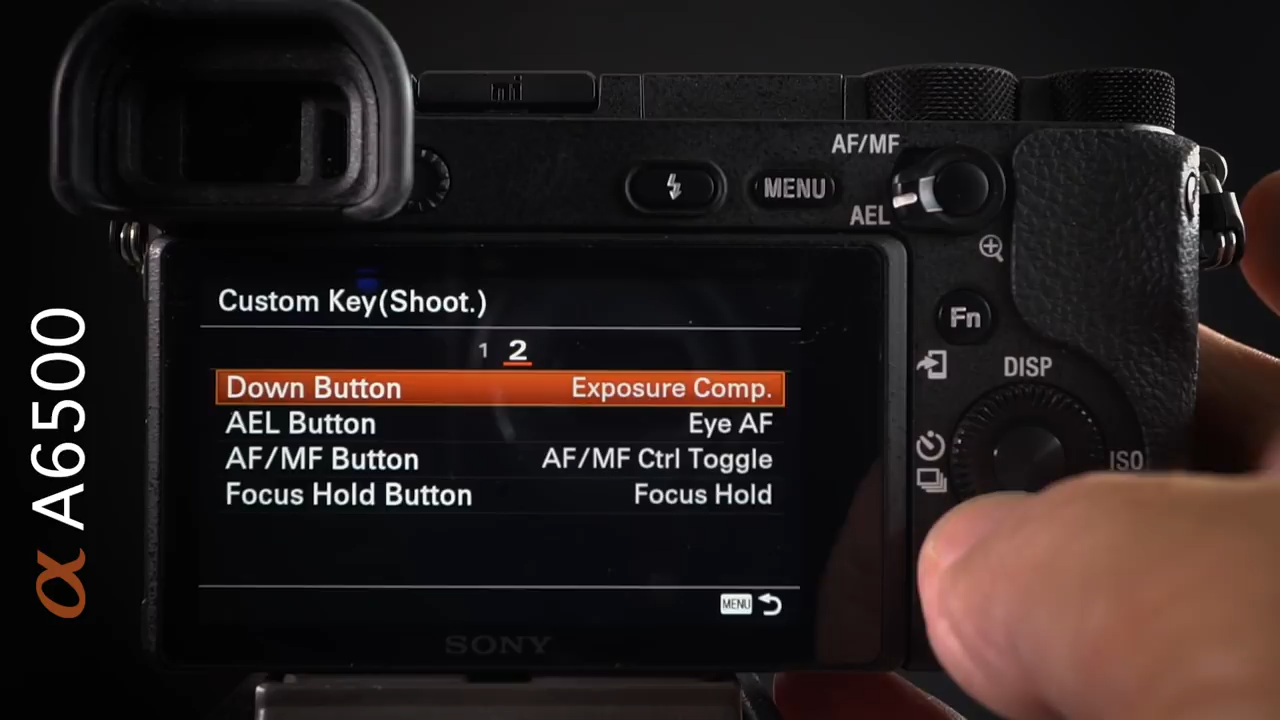 AF/MF
MENU
AEL
Custom Key(Shoot.)
1 2
Fn
Down Button Exposure Comp.
DISP
AEL Button Eye AF
AF/MF Button AF/MF Ctrl Toggle
ISO
Focus Hold Button Focus Hold
MENU
SONY
α A6500